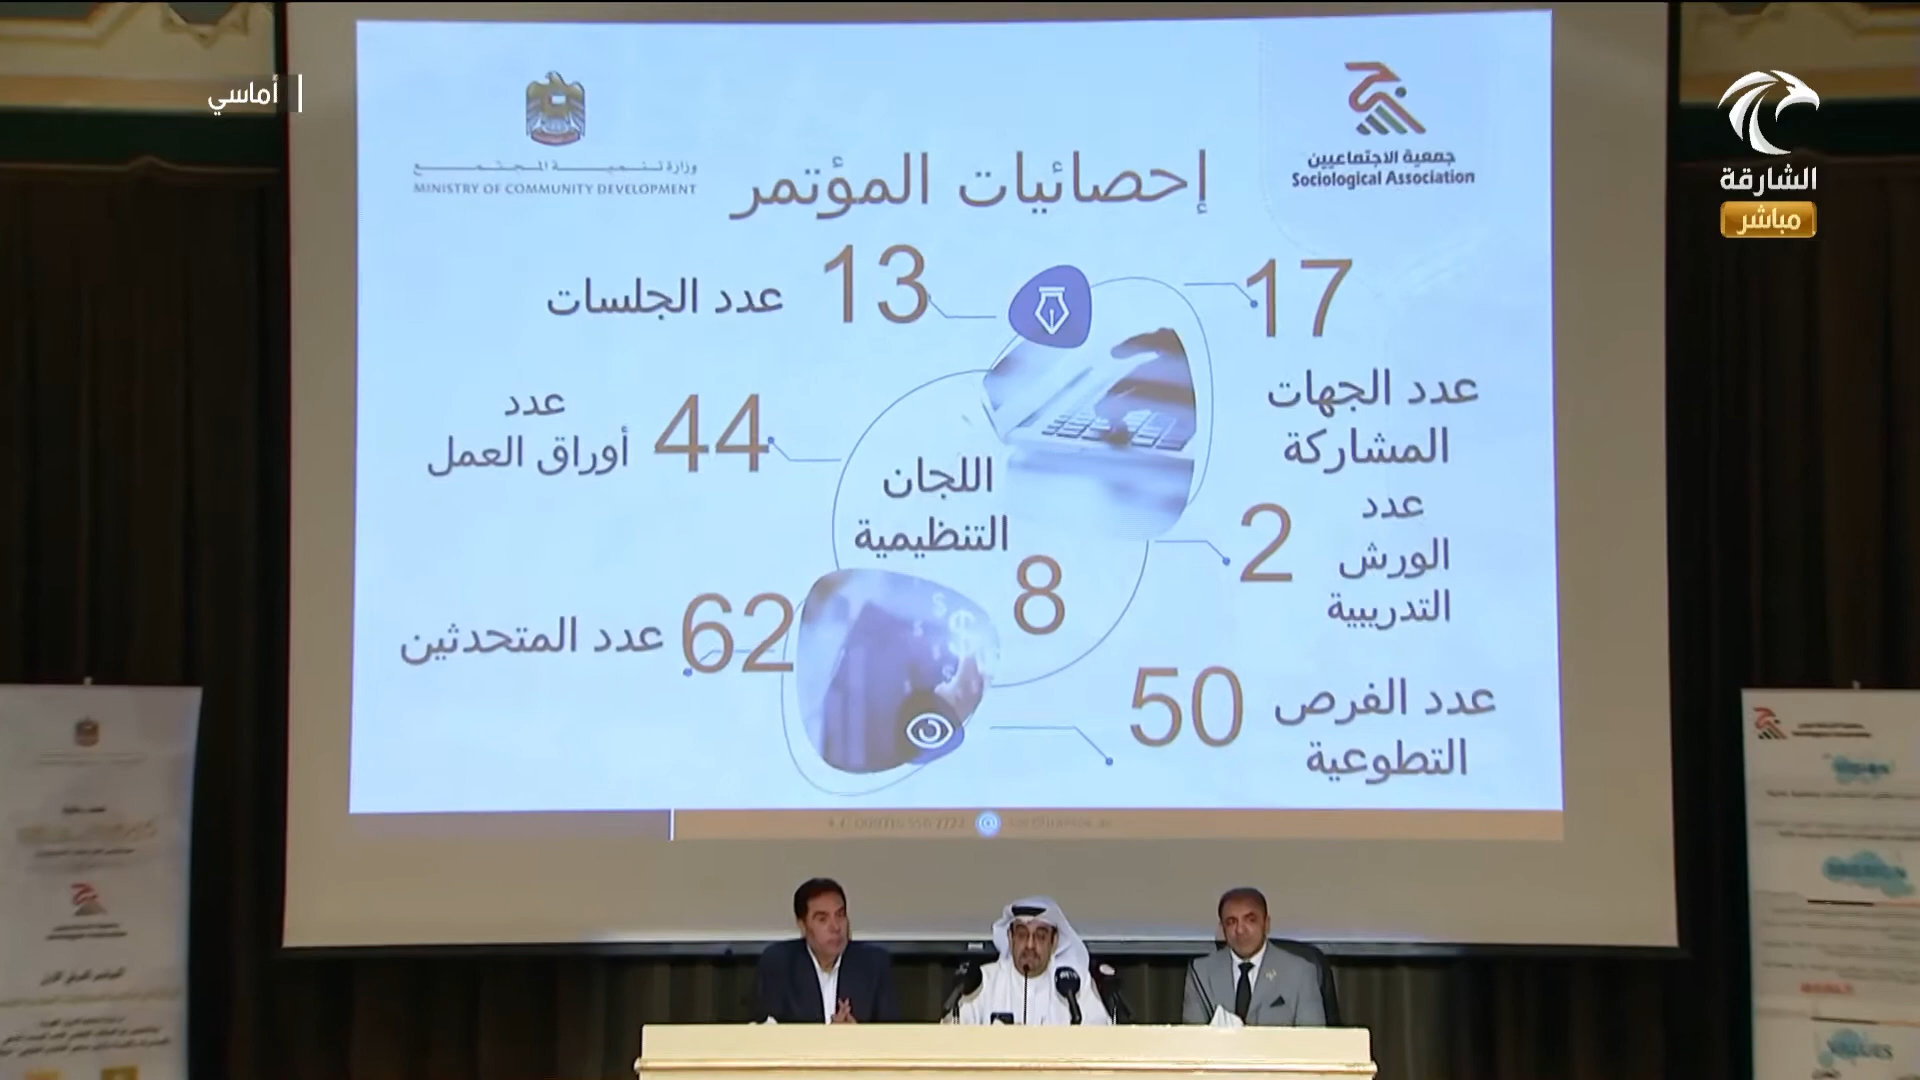 أماسي
الشارقة
مباشر
جمعية الاجتماعيين
Sociological Association
وزارة تنمية المجتمع
MINISTRY OF COMMUNITY DEVELOPMENT
إحصائيات المؤتمر
17
عدد الجهات
المشاركة
13
عدد الجلسات
44
عدد
أوراق العمل
2
عدد
الورش
التدريبية
اللجان
التنظيمية
8
62
عدد المتحدثين
50
عدد الفرص
التطوعية
VALUES